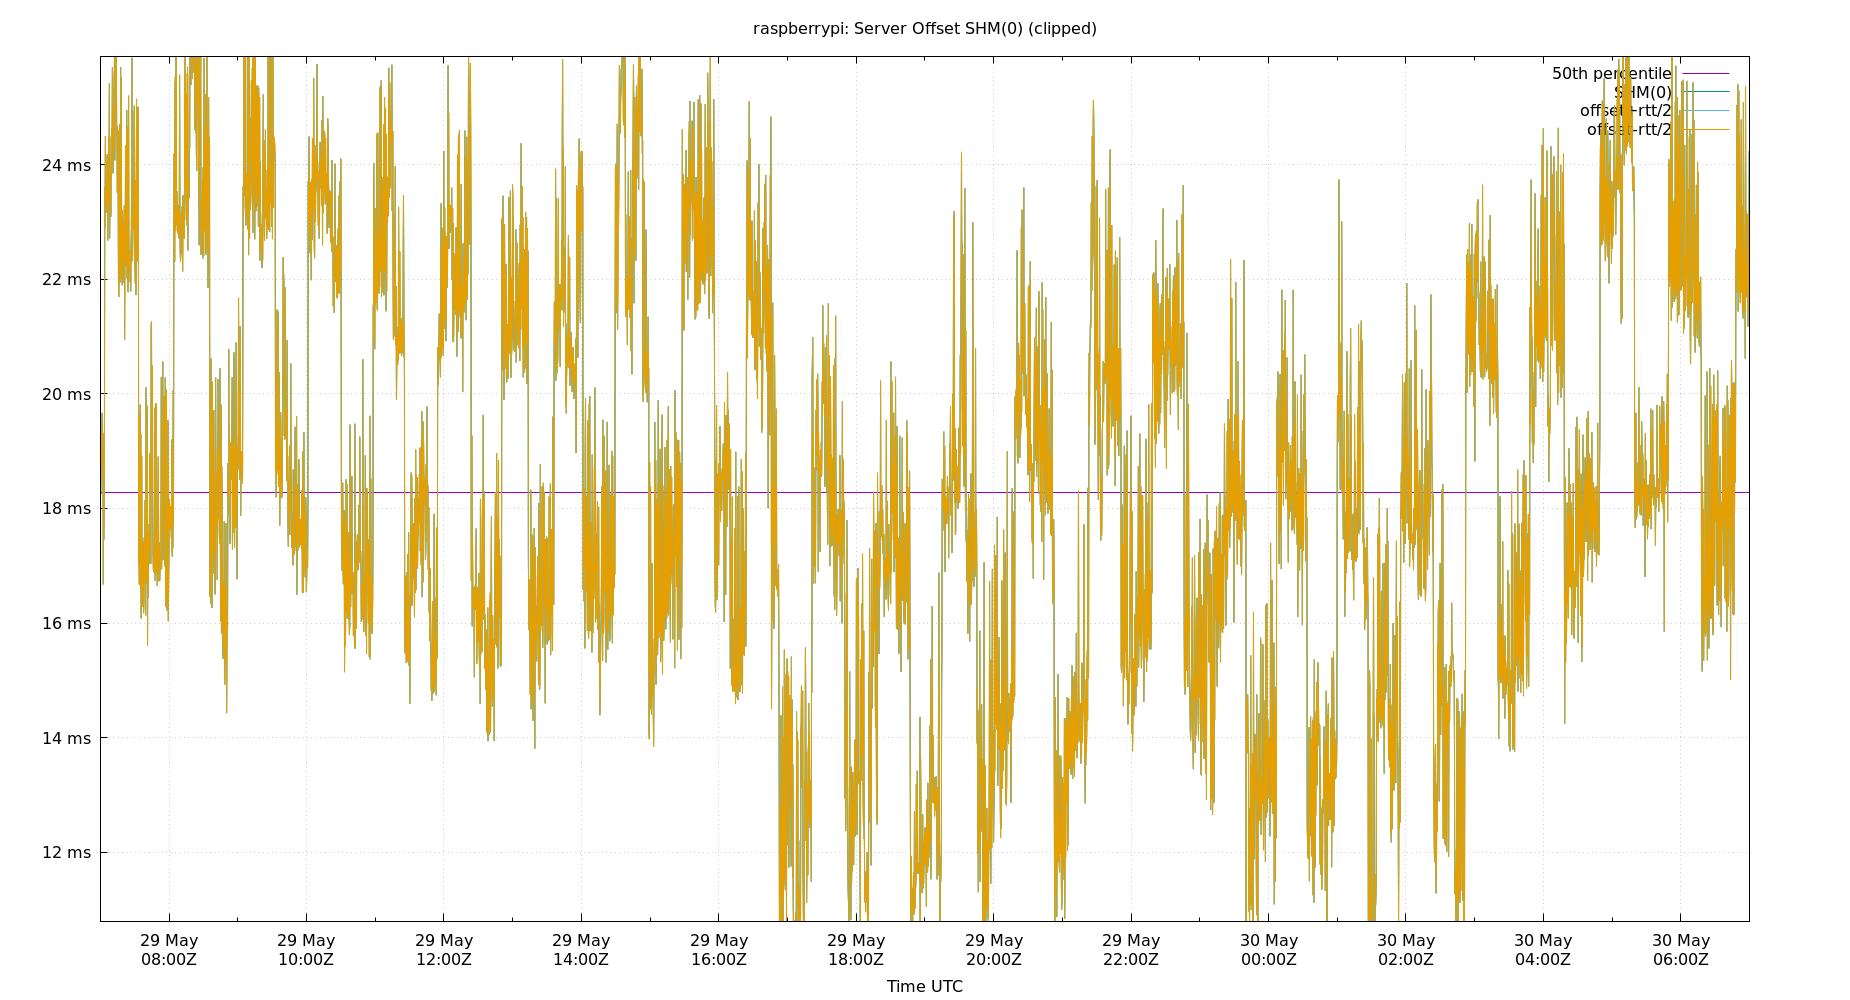 raspberrypi: Server Offset SHM(0) (clipped)
50th percentile
SHM(0)
offset+rtt/2
offset-rtt/2
24 ms
22 ms
20 ms
18 ms
16 ms
14 ms
12 ms
29 May 29 May 29 May 29 May 29 May 29 May 29 May 29 May 30 May 30 May 30 May 30 May
08:00Z 10:00Z 12:00Z 14:00Z 16:00Z 18:00Z 20:00Z 22:00Z 00:00Z 02:00Z 04:00Z 06:00Z
Time UTC